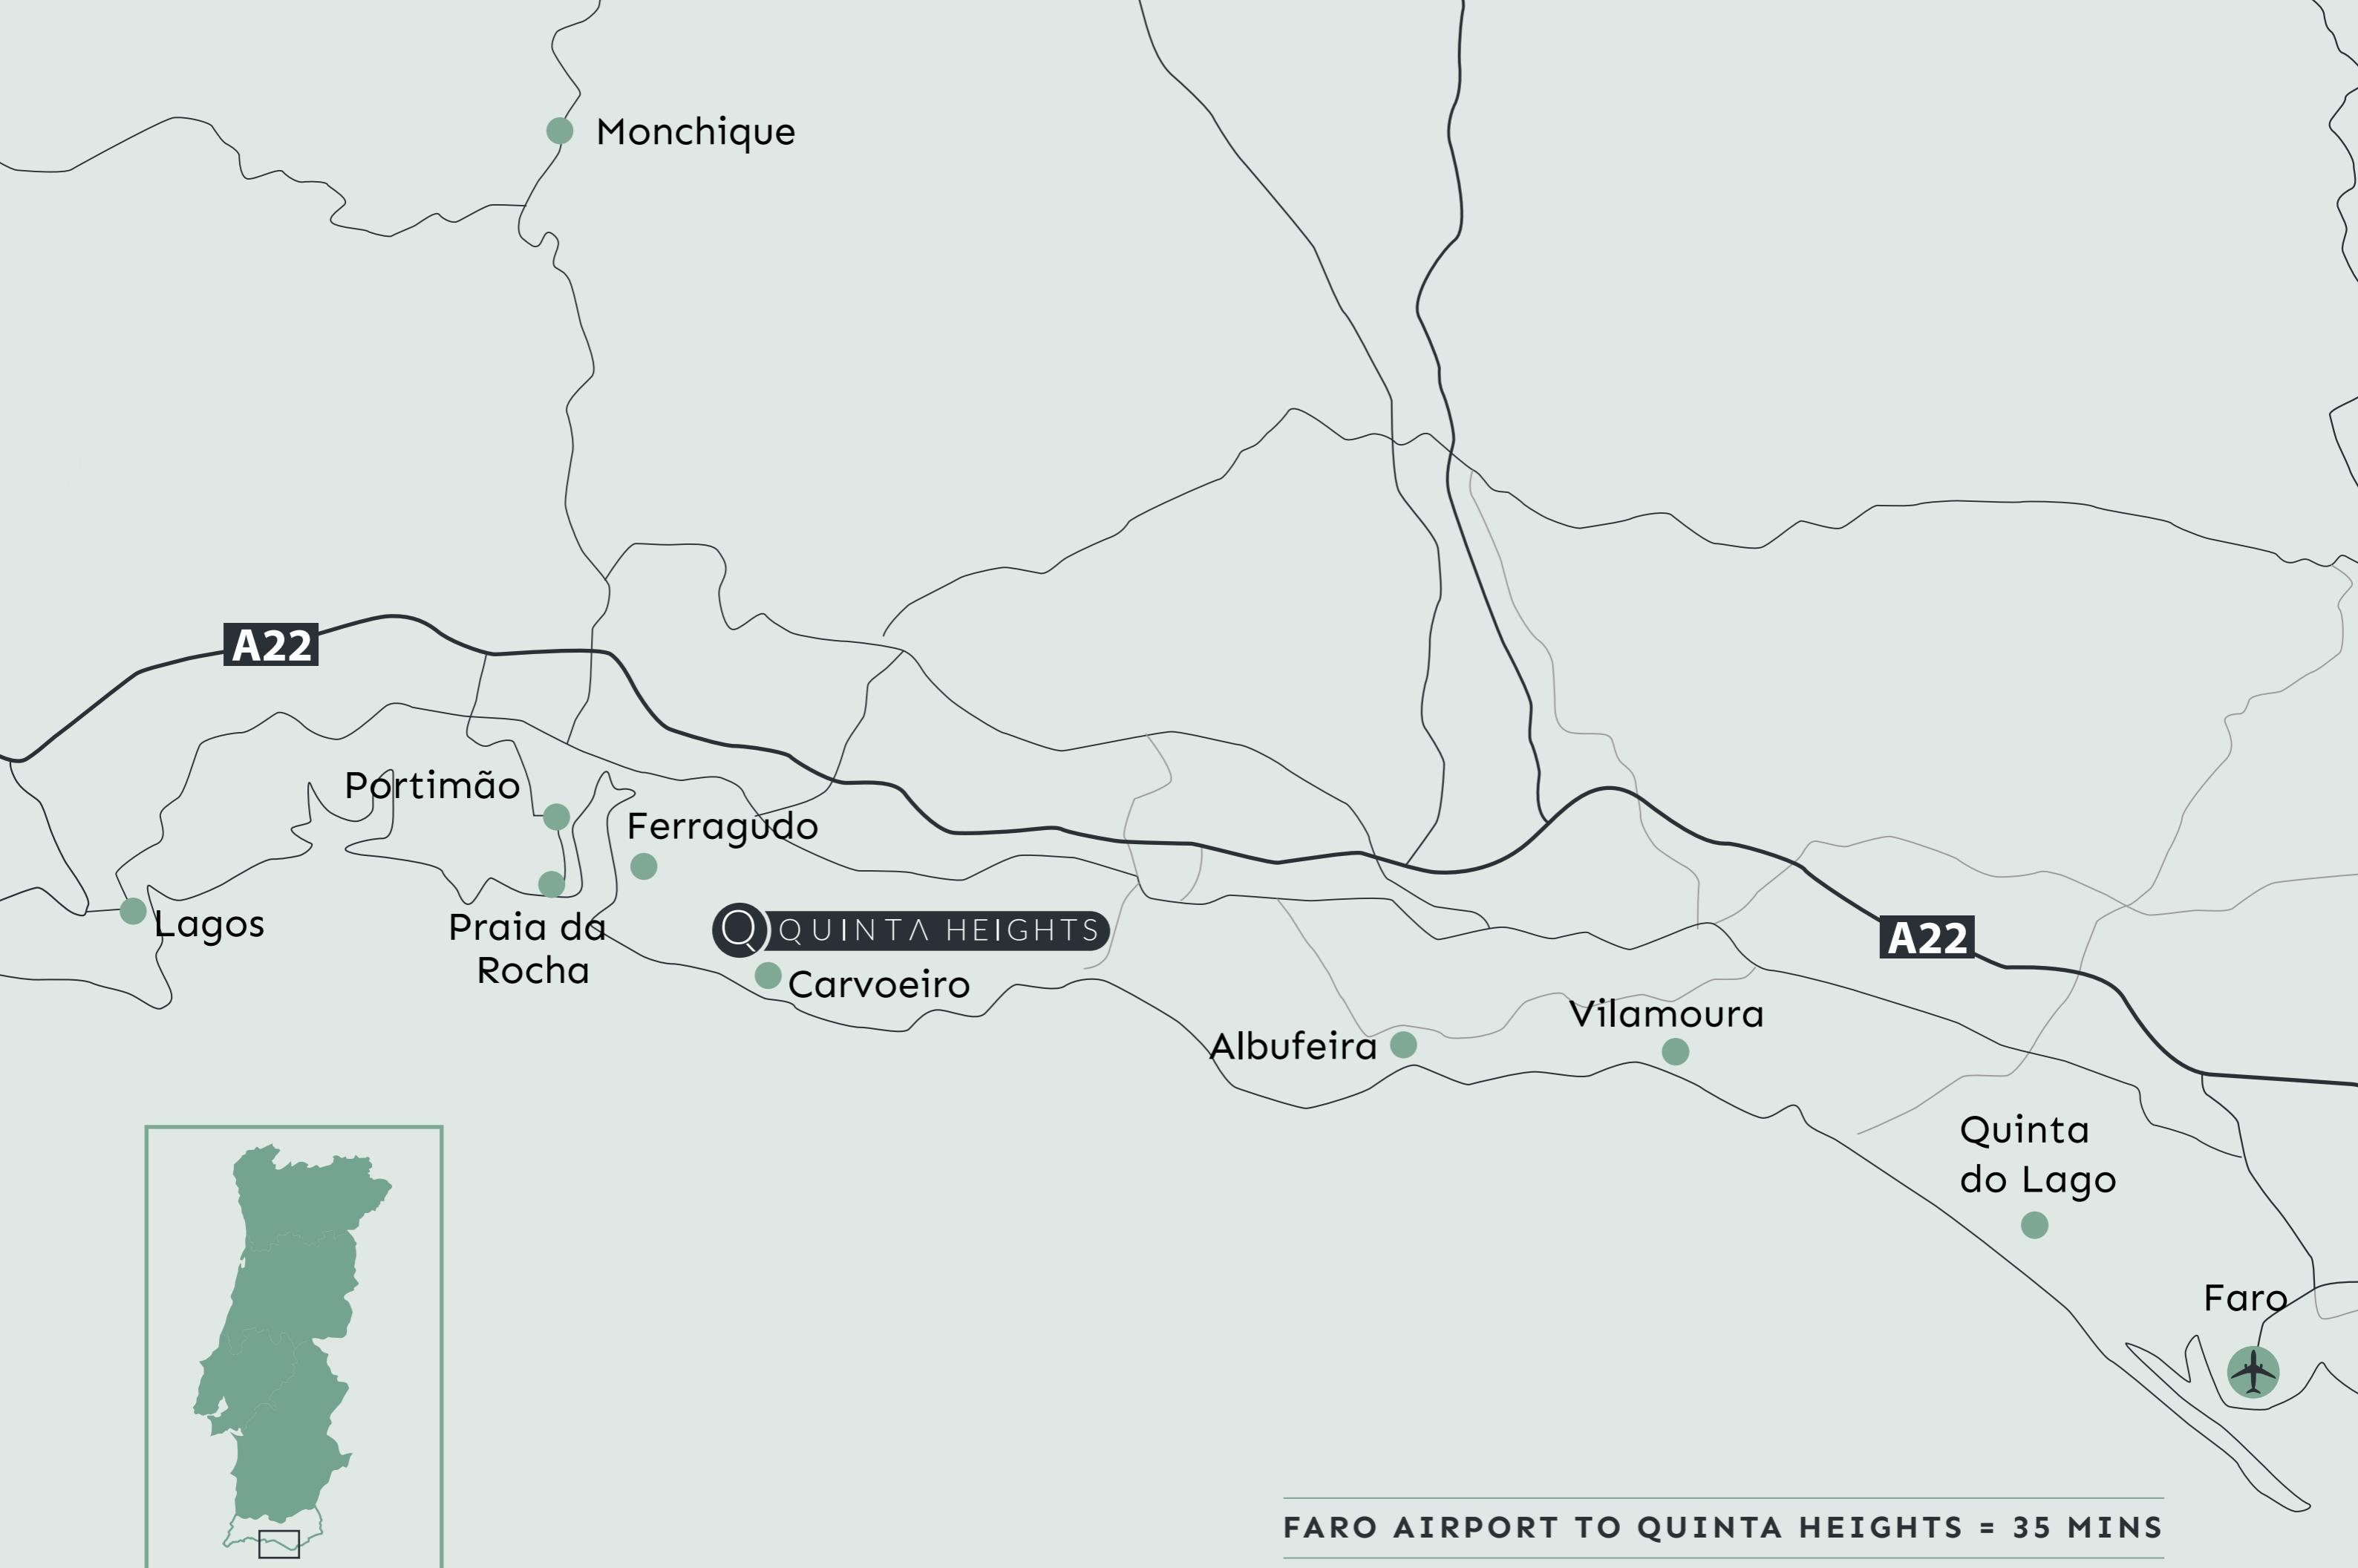 Monchique
A22
Portimão
Ferragudo
Lagos
Praia da
Rocha
Q QUINTA HEIGHTS
Carvoeiro
A22
Vilamoura
Albufeira
Quinta
do Lago
Faro
FARO AIRPORT TO QUINTA HEIGHTS = 35 MINS